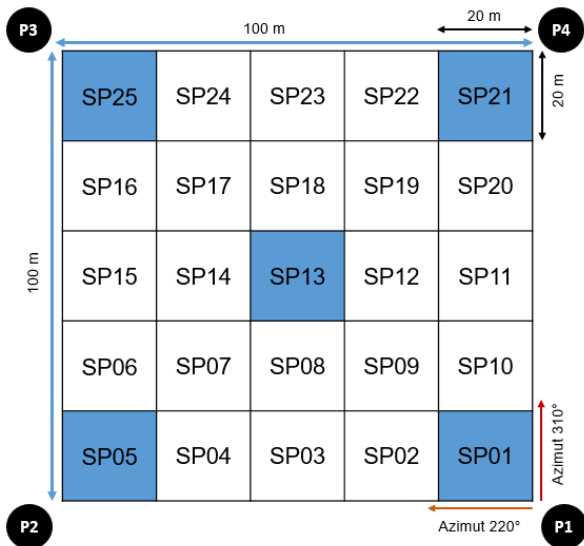 P3
100 m
20 m
P4
SP25 SP24 SP23 SP22 SP21
20 m
SP16 SP17 SP18 SP19 SP20
100 m
SP15 SP14 SP13 SP12 SP11
SP06 SP07 SP08 SP09 SP10
Azimut 310°
SP05 SP04 SP03 SP02 SP01
P2
Azimut 220°
P1